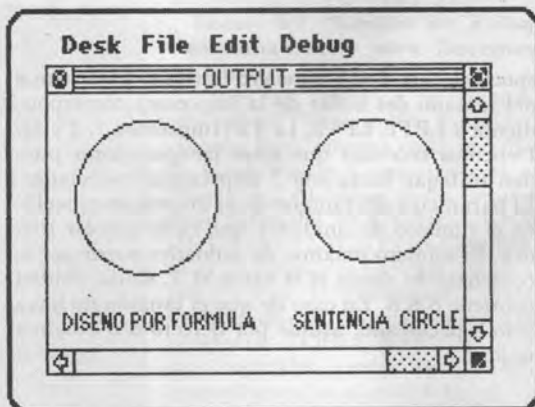 Desk File Edit Debug
OUTPUT
DISENO POR FORMULA SENTENCIA CIRCLE